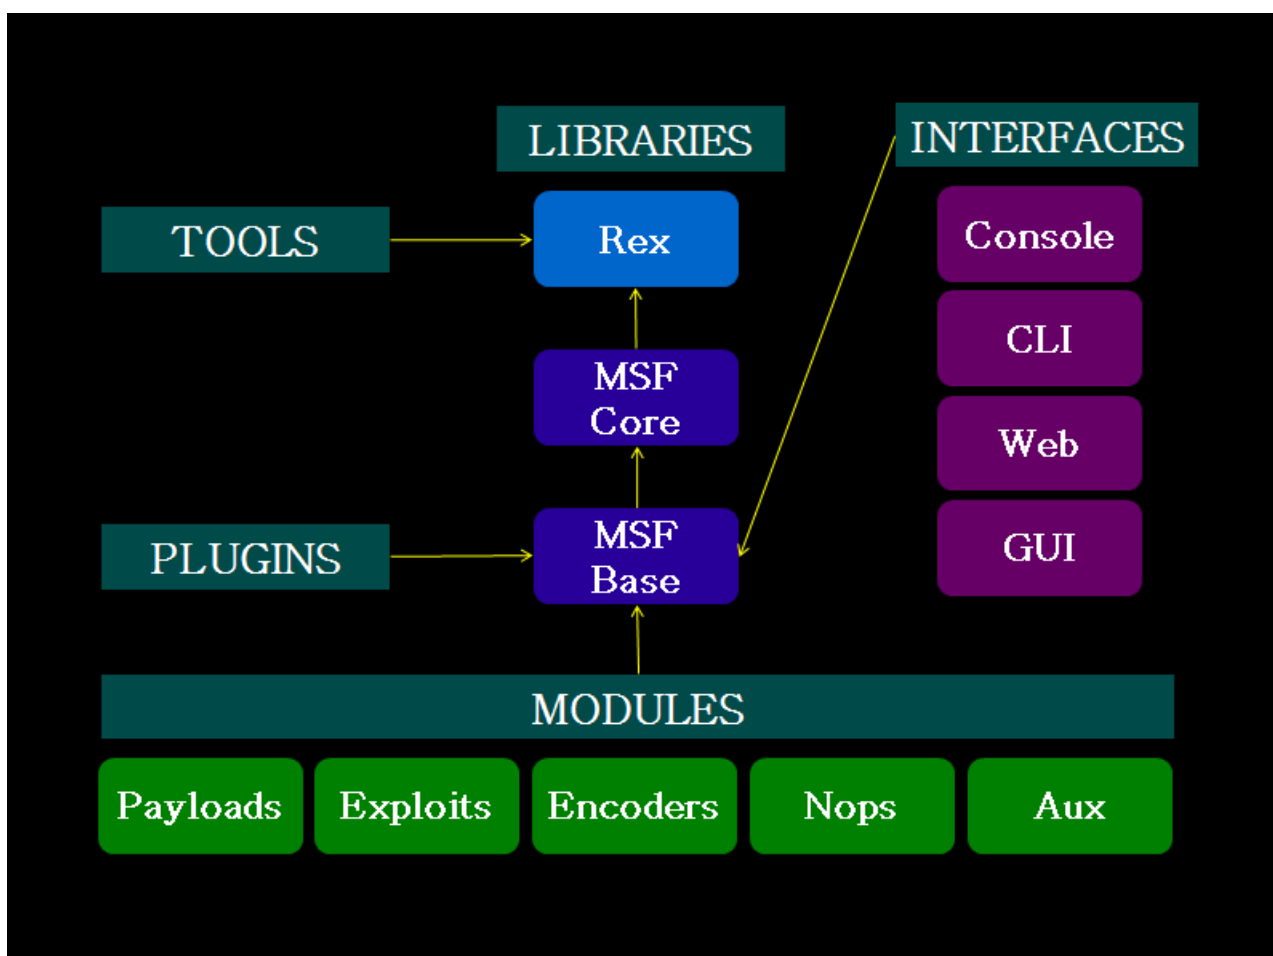 LIBRARIES
INTERFACES
TOOLS
Rex
Console
MSF
Core
CLI
Web
PLUGINS
MSF
Base
GUI
MODULES
Payloads
Exploits
Encoders
Nops
Aux